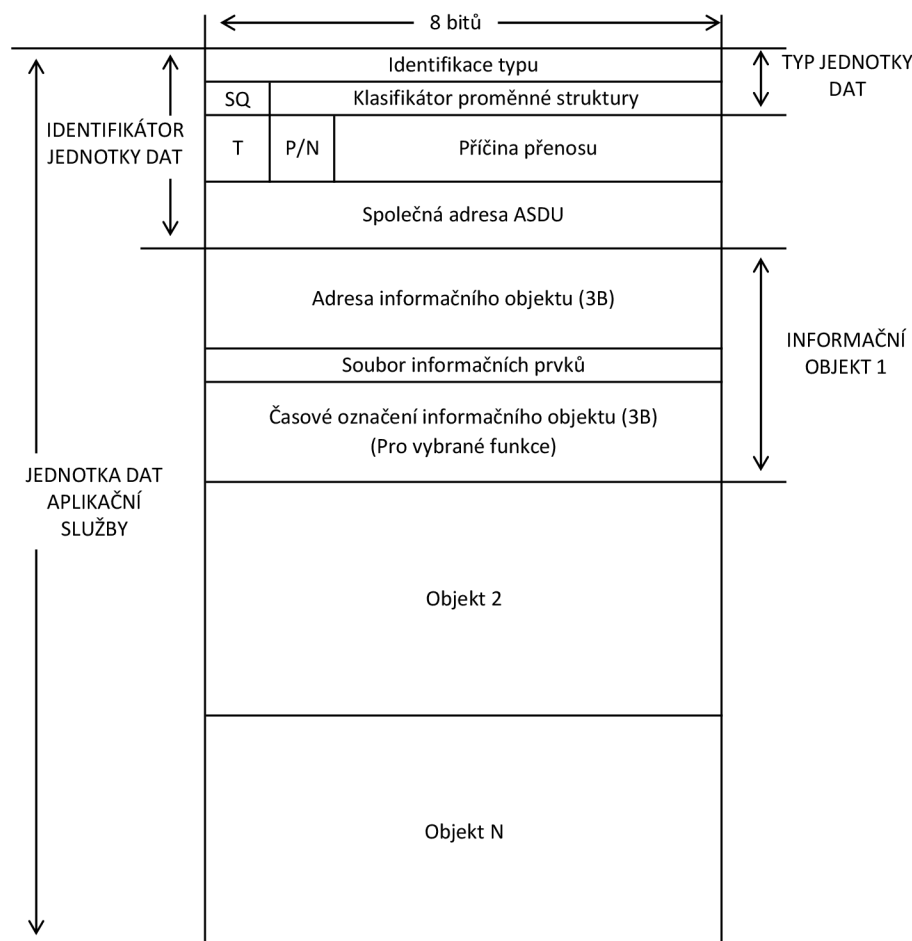 8 bitů
Identifikace typu
TYP JEDNOTKY
DAT
SQ
Klasifikátor proměnné struktury
IDENTIFIKÁTOR
JEDNOTKY DAT
T
P/N
Příčina přenosu
Společná adresa ASDU
Adresa informačního objektu (3B)
Soubor informačních prvků
INFORMAČNÍ
OBJEKT 1
Časové označení informačního objektu (3B)
(Pro vybrané funkce)
JEDNOTKA DAT
APLIKAČNÍ
SLUŽBY
Objekt 2
Objekt N